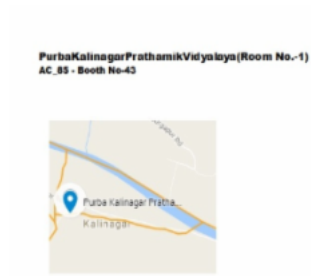 PurbaKalinagarPrathamikVidyalaya(Room No.-1)
AC_85 - Booth No-43
Purba Kalinagar Pratha...
Kalinagar